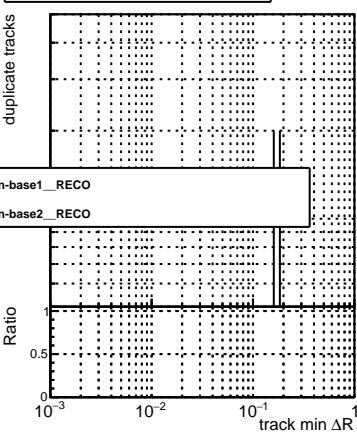 duplicate tracks
n-base1__RECO
n-base2__RECO
Ratio
1
0.5
0
10⁻³ 10⁻² 10⁻¹ 1
track min ΔR